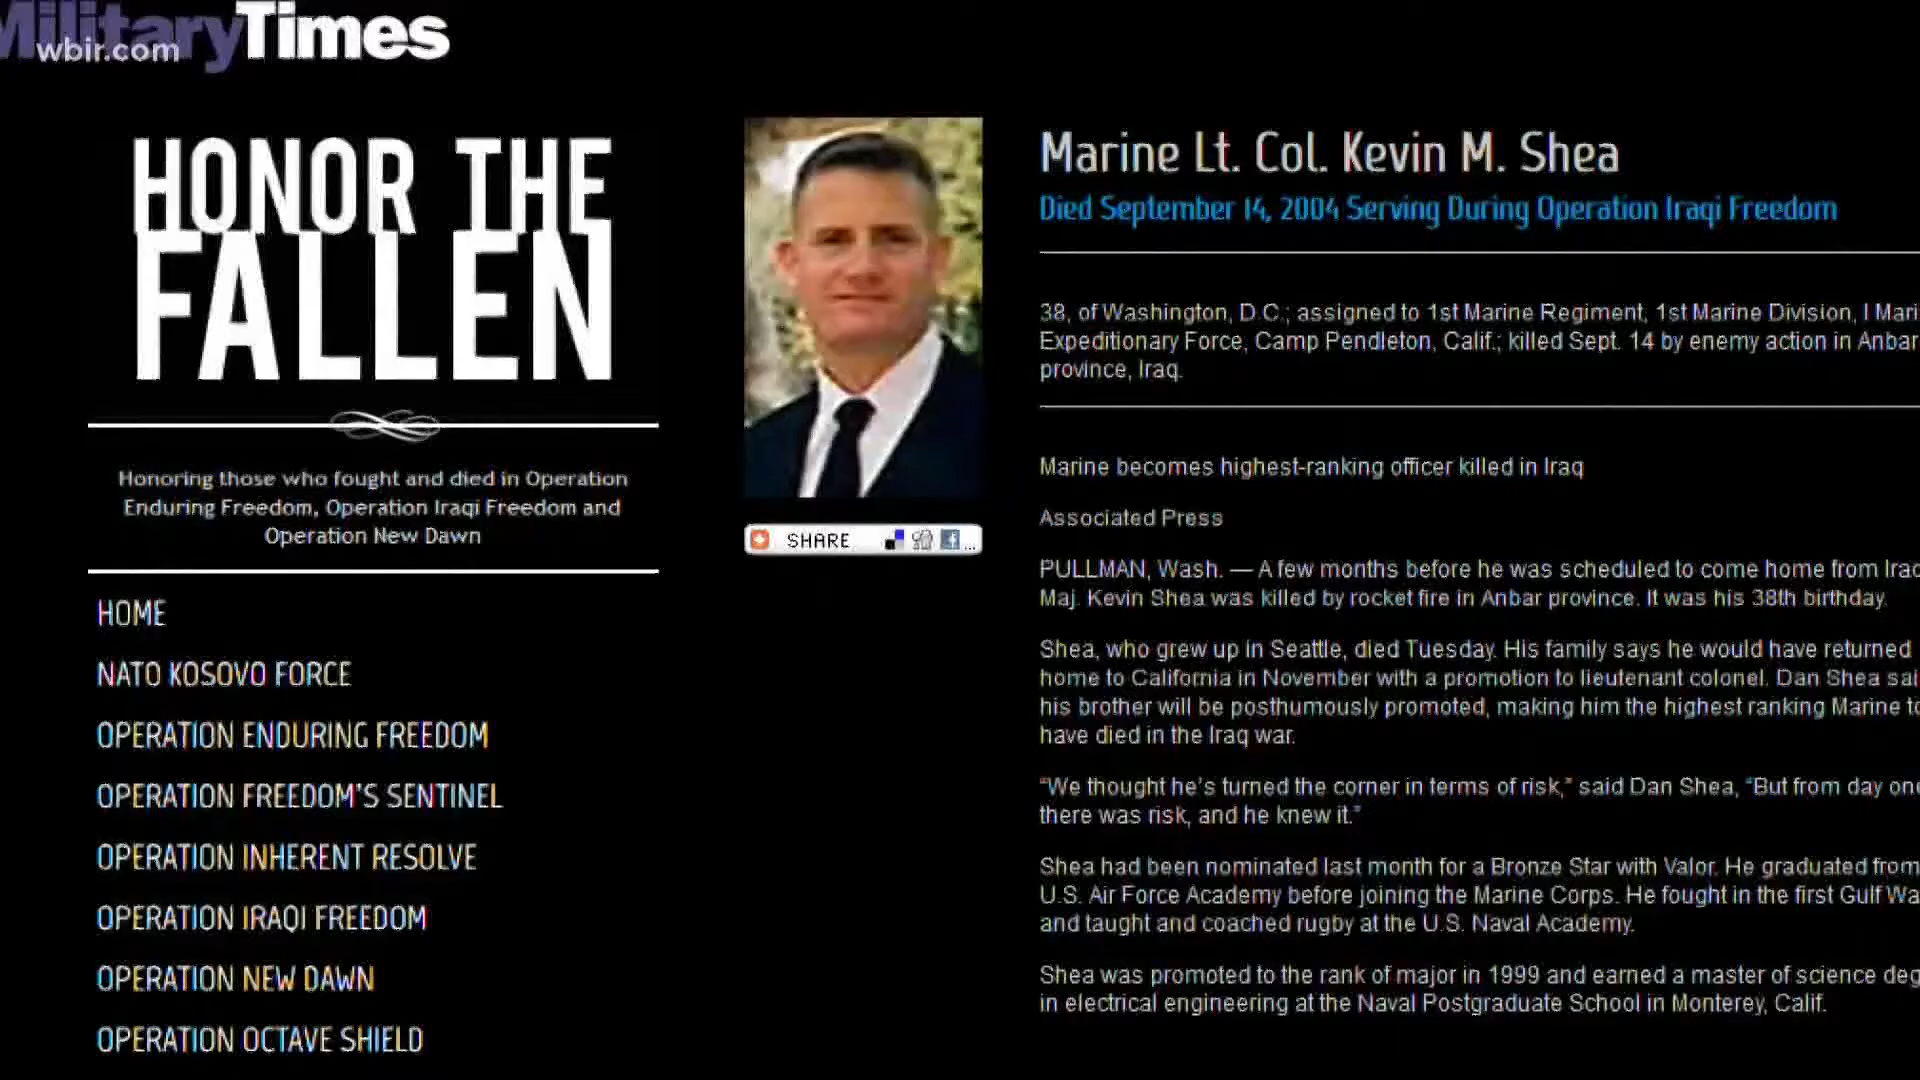 MilitaryTimes
wbir.com
HONOR THE
FALLEN
Honoring those who fought and died in Operation
Enduring Freedom, Operation Iraqi Freedom and
Operation New Dawn
HOME
NATO KOSOVO FORCE
OPERATION ENDURING FREEDOM
OPERATION FREEDOM'S SENTINEL
OPERATION INHERENT RESOLVE
OPERATION IRAQI FREEDOM
OPERATION NEW DAWN
OPERATION OCTAVE SHIELD
SHARE ...
Marine Lt. Col. Kevin M. Shea
Died September 14, 2004 Serving During Operation Iraqi Freedom
38, of Washington, D.C.; assigned to 1st Marine Regiment, 1st Marine Division, I Mari
Expeditionary Force, Camp Pendleton, Calif.; killed Sept. 14 by enemy action in Anbar
province, Iraq.
Marine becomes highest-ranking officer killed in Iraq
Associated Press
PULLMAN, Wash. — A few months before he was scheduled to come home from Iraq
Maj. Kevin Shea was killed by rocket fire in Anbar province. It was his 38th birthday.
Shea, who grew up in Seattle, died Tuesday. His family says he would have returned
home to California in November with a promotion to lieutenant colonel. Dan Shea sai
his brother will be posthumously promoted, making him the highest ranking Marine to
have died in the Iraq war.
“We thought he’s turned the corner in terms of risk,” said Dan Shea, “But from day one
there was risk, and he knew it.”
Shea had been nominated last month for a Bronze Star with Valor. He graduated from
U.S. Air Force Academy before joining the Marine Corps. He fought in the first Gulf Wa
and taught and coached rugby at the U.S. Naval Academy.
Shea was promoted to the rank of major in 1999 and earned a master of science deg
in electrical engineering at the Naval Postgraduate School in Monterey, Calif.